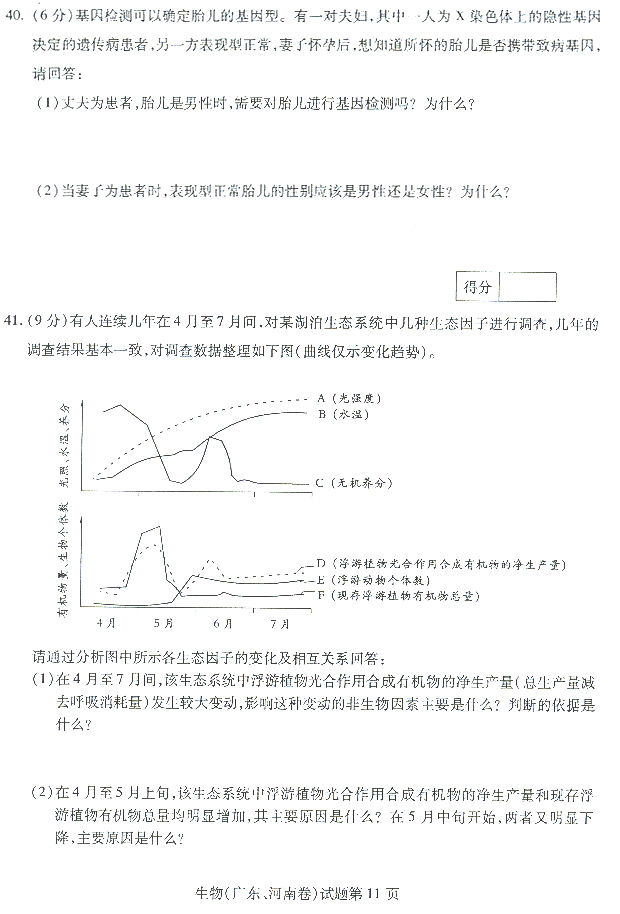 40. (6分)基因检测可以确定胎儿的基因型。有一对夫妇,其中一人为X染色体上的隐性基因
决定的遗传病患者,另一方表现型正常,妻子怀孕后,想知道所怀的胎儿是否携带致病基因,
请回答:
(1)丈夫为患者,胎儿是男性时,需要对胎儿进行基因检测吗?为什么?
(2)当妻子为患者时,表现型正常胎儿的性别应该是男性还是女性?为什么?
得分
41. (9分)有人连续几年在4月至7月间,对某湖泊生态系统中几种生态因子进行调查,几年的
调查结果基本一致,对调查数据整理如下图(曲线仅示变化趋势)。
光照、水温、养分
A(光强度)
B(水温)
C(无机养分)
有机物量、生物个体数
D(浮游植物光合作用合成有机物的净生产量)
E(浮游动物个体数)
F(现存浮游植物有机物总量)
4月 5月 6月 7月
请通过分析图中所示各生态因子的变化及相互关系回答:
(1)在4月至7月间,该生态系统中浮游植物光合作用合成有机物的净生产量(总生产量减
去呼吸消耗量)发生较大变动,影响这种变动的非生物因素主要是什么?判断的依据是
什么?
(2)在4月至5月上旬,该生态系统中浮游植物光合作用合成有机物的净生产量和现存浮
游植物有机物总量均明显增加,其主要原因是什么?在5月中旬开始,两者又明显下
降,主要原因是什么?
生物(广东、河南卷)试题第11页